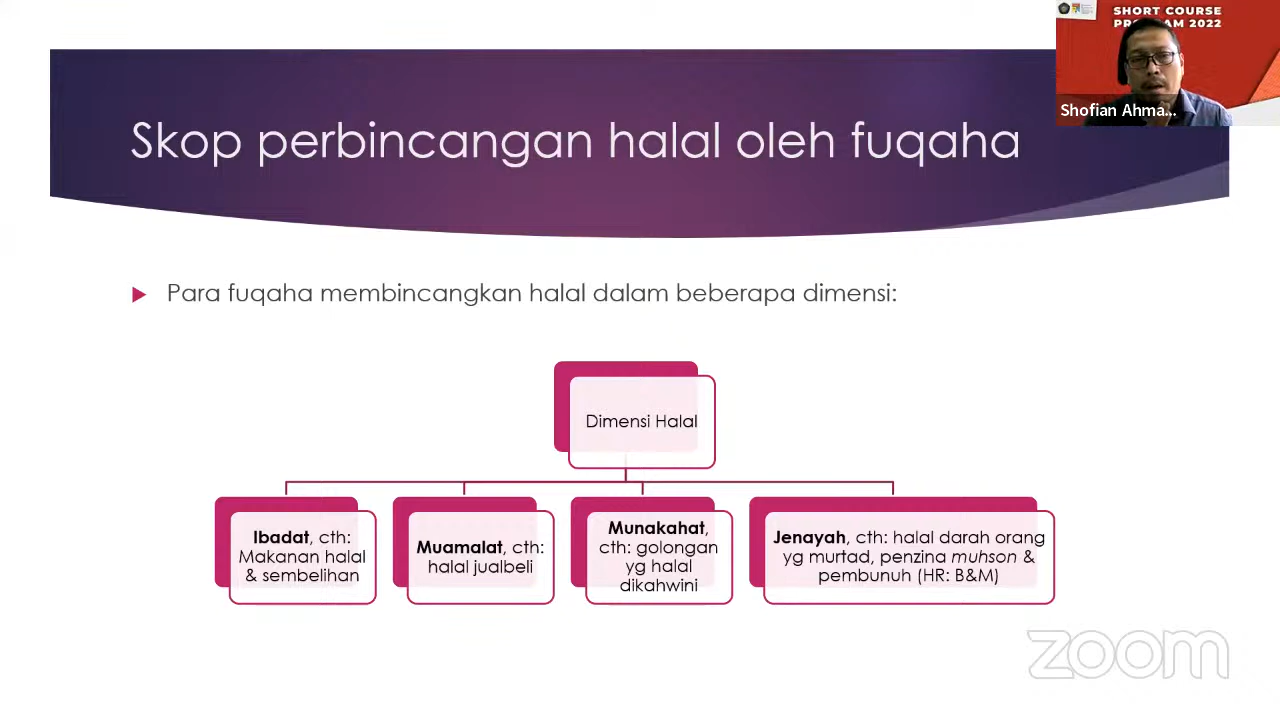 SHORT COURSE
PROGRAM 2022
Shofian Ahma...
Skop perbincangan halal oleh fuqaha
Para fuqaha membincangkan halal dalam beberapa dimensi:
Dimensi Halal
Ibadat, cth:
Makanan halal
& sembelihan
Muamalat, cth:
halal jualbeli
Munakahat,
cth: golongan
yg halal
dikahwini
Jenayah, cth: halal darah orang
yg murtad, penzina muhson &
pembunuh (HR: B&M)
zoom